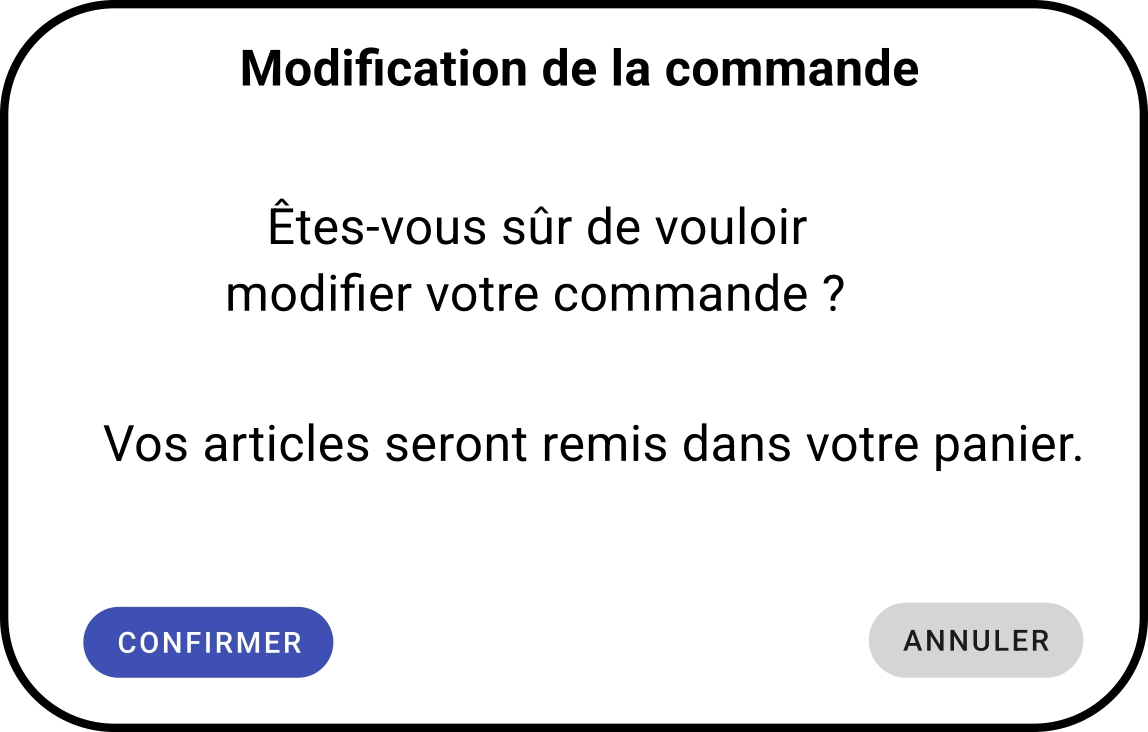 Modification de la commande
Êtes-vous sûr de vouloir
modifier votre commande ?
Vos articles seront remis dans votre panier.
CONFIRMER
ANNULER